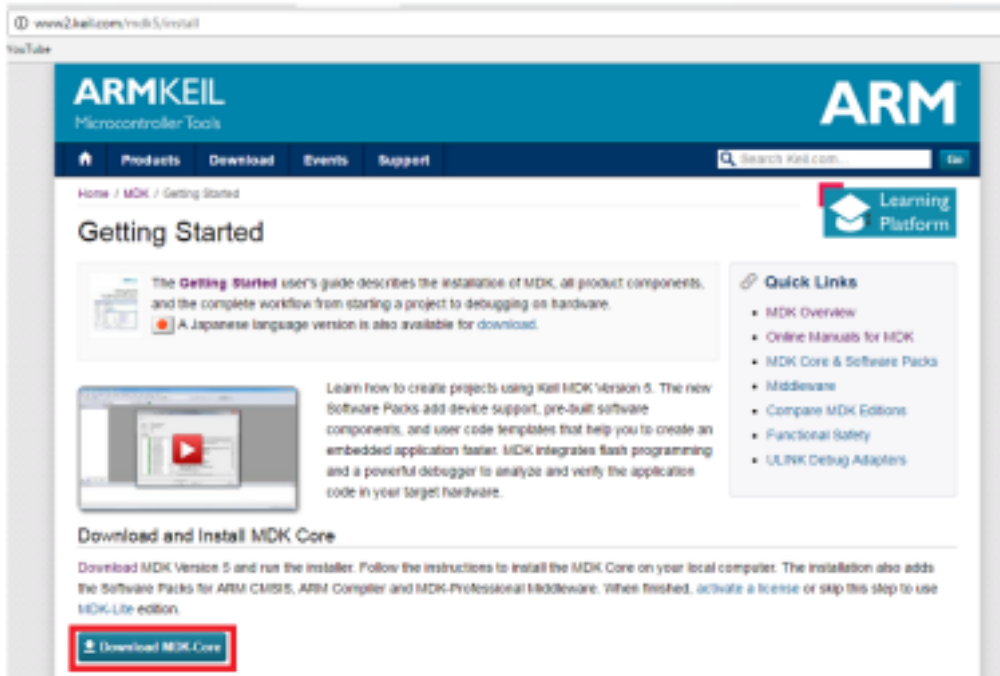 www2.keil.com/mdk5/install
YouTube
ARMKEIL
Microcontroller Tools
ARM
Products Download Events Support
Search Keil.com...
Go
Home / MDK / Getting Started
Learning
Platform
Getting Started
The Getting Started user's guide describes the installation of MDK, all product components,
and the complete workflow from starting a project to debugging on hardware.
A Japanese language version is also available for download.
Quick Links
MDK Overview
Online Manuals for MDK
MDK Core & Software Packs
Middleware
Compare MDK Editions
Functional Safety
ULINK Debug Adapters
Learn how to create projects using Keil MDK Version 5. The new
Software Packs add device support, pre-built software
components, and user code templates that help you to create an
embedded application faster. MDK integrates flash programming
and a powerful debugger to analyze and verify the application
code in your target hardware.
Download and Install MDK Core
Download MDK Version 5 and run the installer. Follow the instructions to install the MDK Core on your local computer. The installation also adds
the Software Packs for ARM CMSIS, ARM Compiler and MDK-Professional Middleware. When finished, activate a license or skip this step to use
MDK-Lite edition.
Download MDK-Core